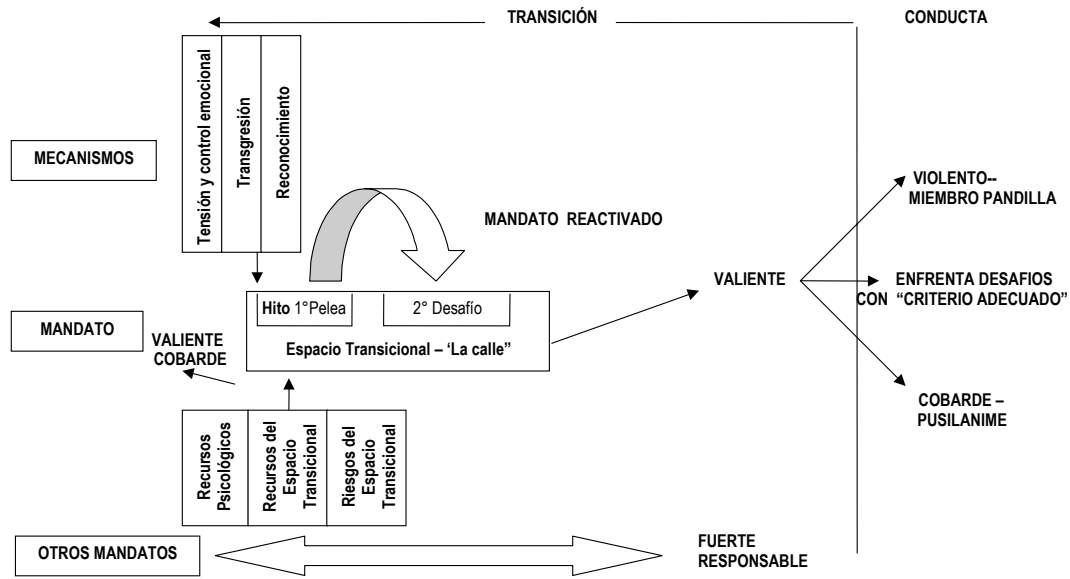 TRANSICIÓN
CONDUCTA
Tensión y control emocional
Transgresión
Reconocimiento
MECANISMOS
MANDATO REACTIVADO
VIOLENTO--
MIEMBRO PANDILLA
VALIENTE
ENFRENTA DESAFIOS
CON “CRITERIO ADECUADO”
Hito 1°Pelea
2° Desafío
Espacio Transicional – ‘La calle”
MANDATO
VALIENTE
COBARDE
COBARDE –
PUSILANIME
Recursos
Psicológicos
Recursos del
Espacio
Transicional
Riesgos del
Espacio
Transicional
OTROS MANDATOS
FUERTE
RESPONSABLE